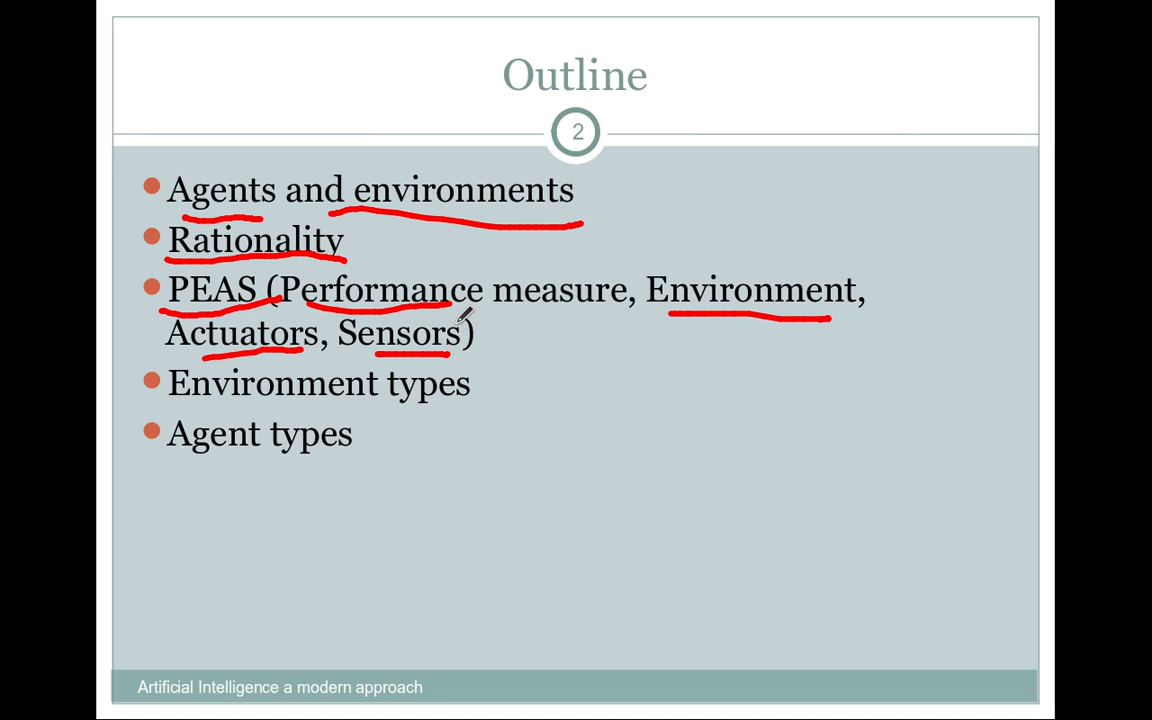 Outline
2
Agents and environments
Rationality
PEAS (Performance measure, Environment,
Actuators, Sensors)
Environment types
Agent types
Artificial Intelligence a modern approach